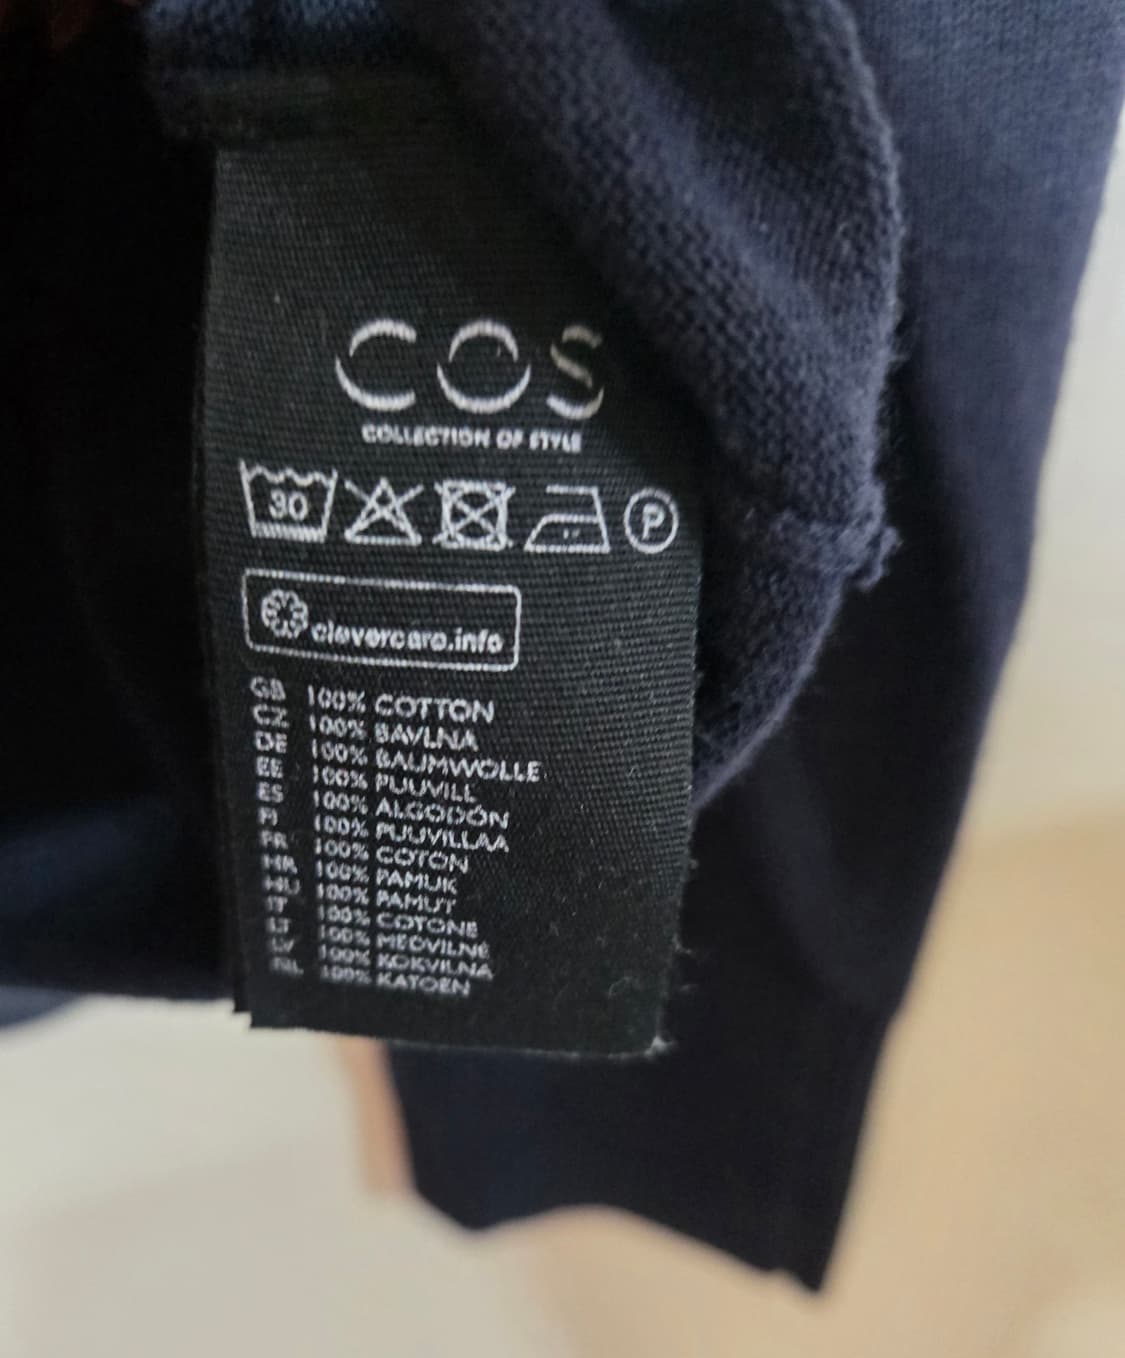 COS
COLLECTION OF STYLE
30 P
clevercare.info
GB 100% COTTON
CZ 100% BAVLNA
DE 100% BAUMWOLLE
EE 100% PUUVILL
ES 100% ALGODÓN
FI 100% PUUVILLAA
FR 100% COTON
HR 100% PAMUK
HU 100% PAMUT
IT 100% COTONE
LT 100% MEDVILNĖ
LV 100% KOKVILNA
NL 100% KATOEN